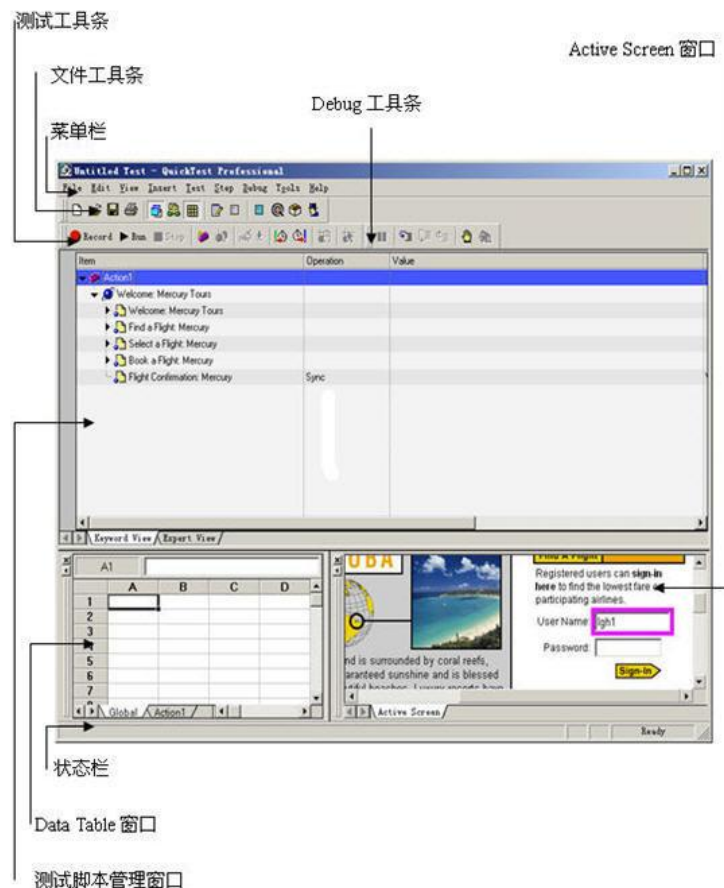 测试工具条
Active Screen 窗口
文件工具条
Debug 工具条
菜单栏
Untitled Test - QuickTest Professional
File Edit View Insert Test Step Debug Tools Help
Record Run Stop
Item Operation Value
Action1
Welcome: Mercury Tours
Welcome: Mercury Tours
Find a Flight: Mercury
Select a Flight: Mercury
Book a Flight: Mercury
Flight Confirmation: Mercury Sync
Keyword View Expert View
A1
A B C D
1
2
3
5
6
7
8
Global Action1
UBA
nd is surrounded by coral reefs,
aranteed sunshine and is blessed
Find A Flight
Registered users can sign-in
here to find the lowest fare
participating airlines.
User Name: lgh1
Password:
Sign-In
Active Screen
Ready
状态栏
Data Table 窗口
测试脚本管理窗口